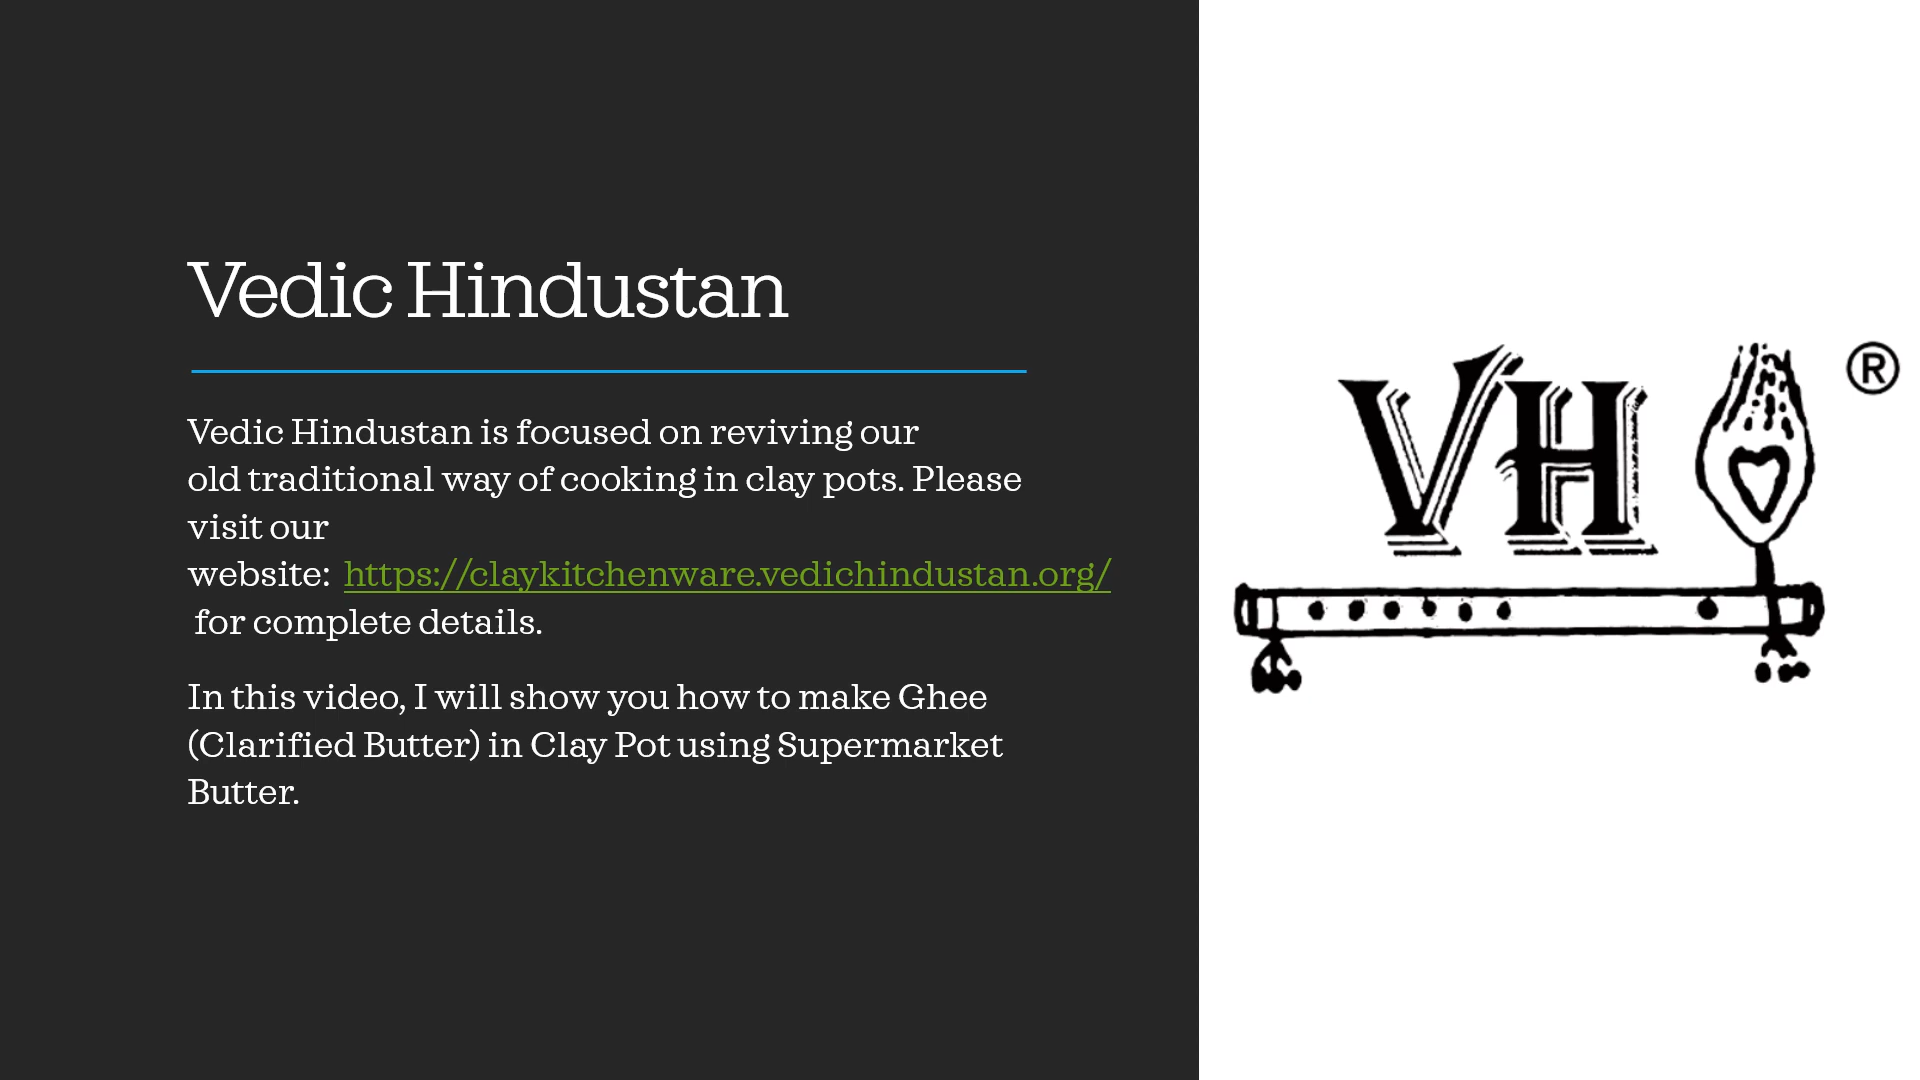 Vedic Hindustan
Vedic Hindustan is focused on reviving our
old traditional way of cooking in clay pots. Please
visit our
website:  https://claykitchenware.vedichindustan.org/
for complete details.
In this video, I will show you how to make Ghee
(Clarified Butter) in Clay Pot using Supermarket
Butter.
VH ®